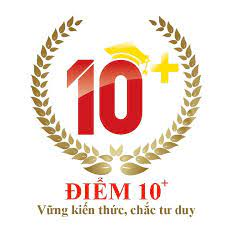 10+
ĐIỂM 10+
Vững kiến thức, chắc tư duy